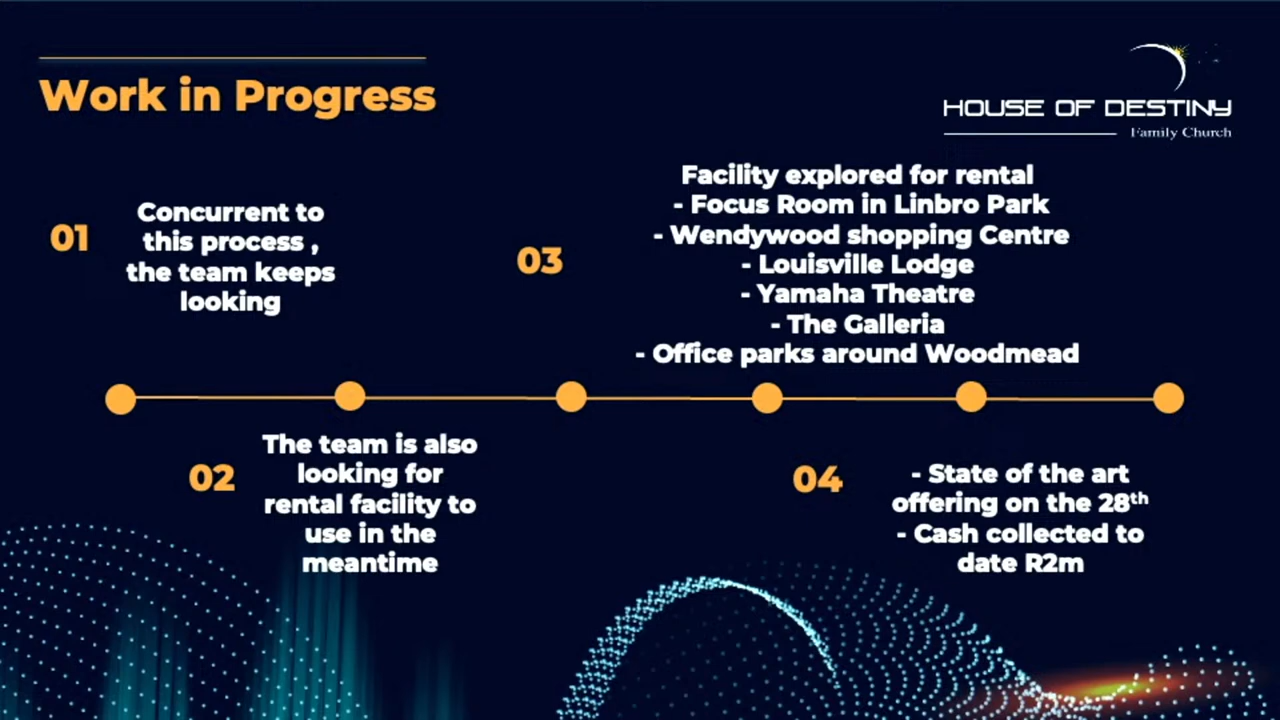 Work in Progress
HOUSE OF DESTINY
Family Church
01
Concurrent to
this process ,
the team keeps
looking
03
Facility explored for rental
- Focus Room in Linbro Park
- Wendywood shopping Centre
- Louisville Lodge
- Yamaha Theatre
- The Galleria
- Office parks around Woodmead
02
The team is also
looking for
rental facility to
use in the
meantime
04
- State of the art
offering on the 28th
- Cash collected to
date R2m